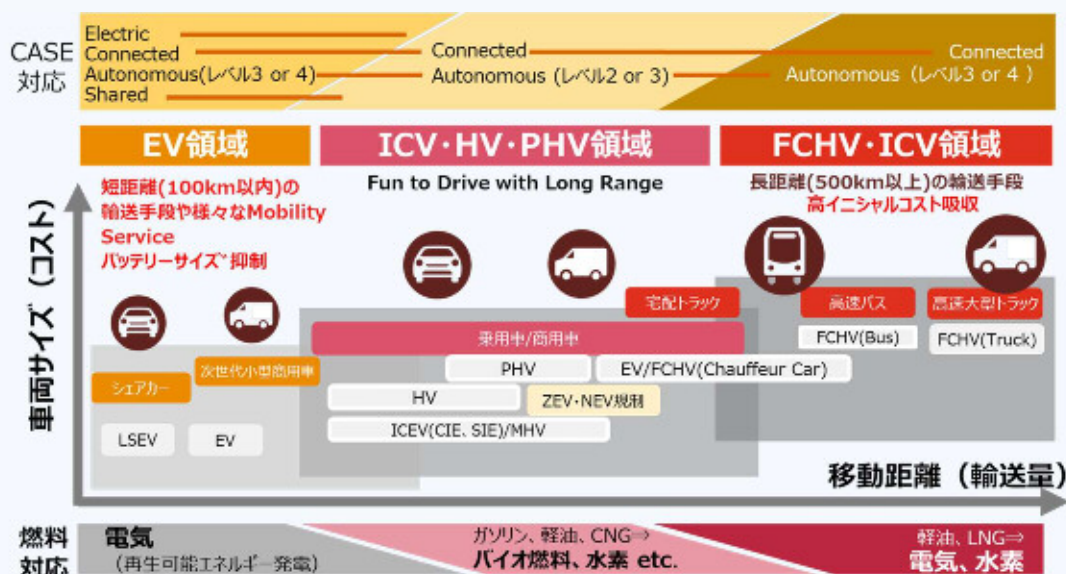 CASE
対応
Electric
Connected
Autonomous(レベル3 or 4)
Shared
Connected
Autonomous (レベル2 or 3)
Connected
Autonomous (レベル3 or 4 )
EV領域
ICV・HV・PHV領域
FCHV・ICV領域
短距離(100km以内)の
輸送手段や様々なMobility
Service
バッテリーサイズ抑制
Fun to Drive with Long Range
長距離(500km以上)の輸送手段
高イニシャルコスト吸収
車両サイズ(コスト)
シェアカー
次世代小型商用車
LSEV
EV
宅配トラック
乗用車/商用車
PHV
EV/FCHV(Chauffeur Car)
HV
ZEV・NEV規制
ICEV(CIE、SIE)/MHV
高速バス
高速大型トラック
FCHV(Bus)
FCHV(Truck)
移動距離(輸送量)
燃料
対応
電気
(再生可能エネルギー発電)
ガソリン、軽油、CNG⇒
バイオ燃料、水素 etc.
軽油、LNG⇒
電気、水素